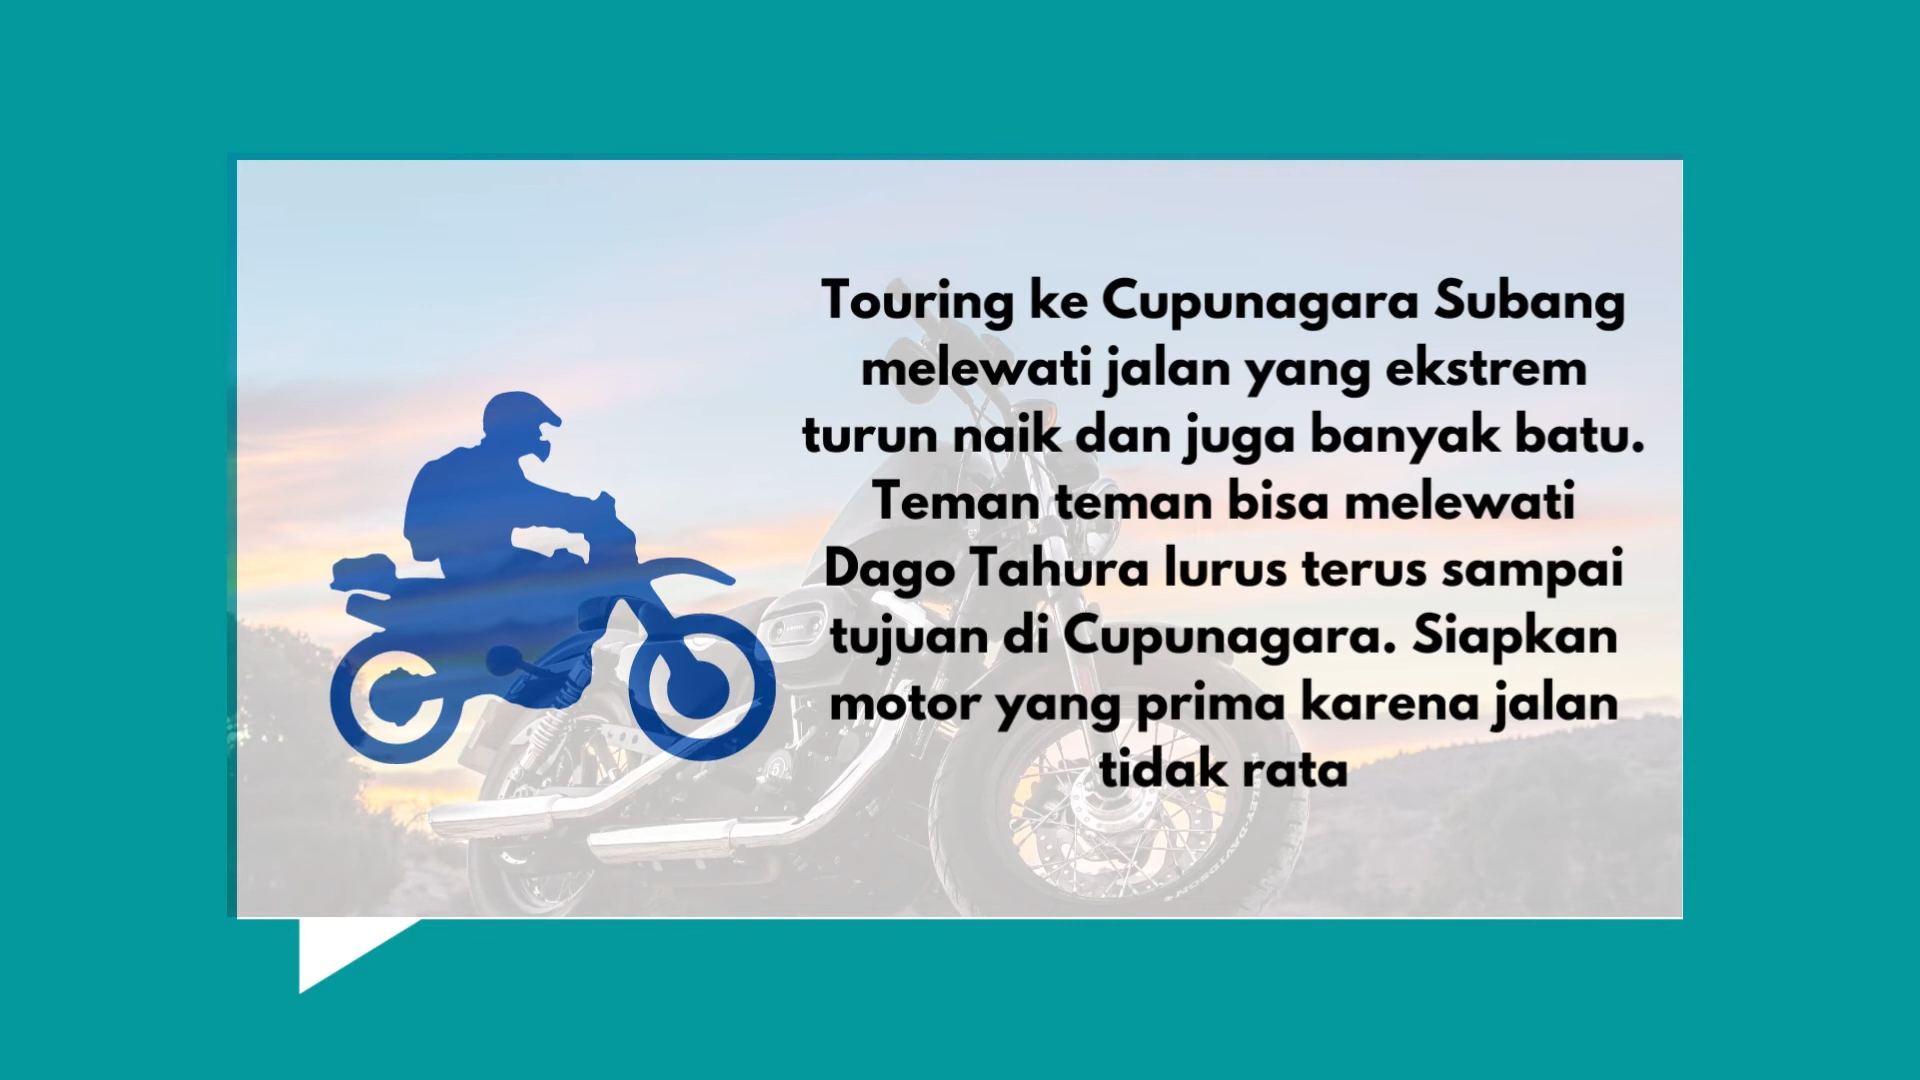 Touring ke Cupunagara Subang
melewati jalan yang ekstrem
turun naik dan juga banyak batu.
Teman teman bisa melewati
Dago Tahura lurus terus sampai
tujuan di Cupunagara. Siapkan
motor yang prima karena jalan
tidak rata